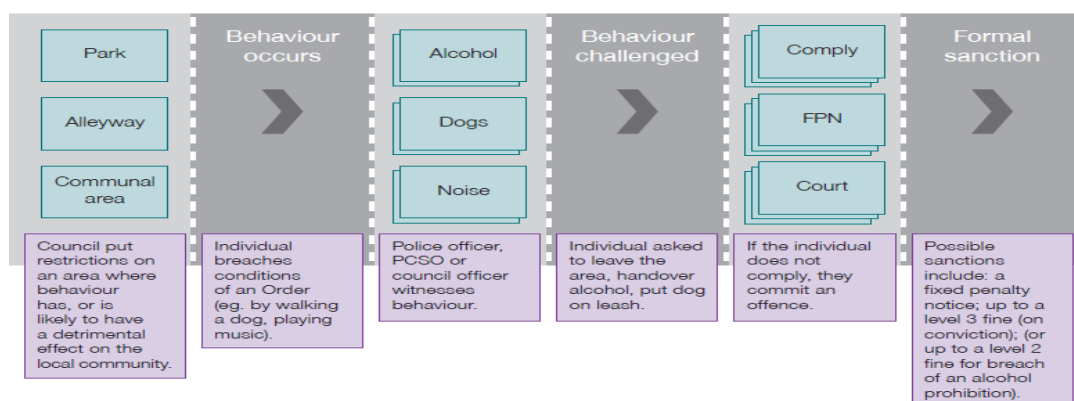 Park
Alleyway
Communal
area
Council put
restrictions on
an area where
behaviour
has, or is
likely to have
a detrimental
effect on the
local community.
Behaviour
occurs
Individual
breaches
conditions
of an Order
(eg. by walking
a dog, playing
music).
Alcohol
Dogs
Noise
Police officer,
PCSO or
council officer
witnesses
behaviour.
Behaviour
challenged
Individual asked
to leave the
area, handover
alcohol, put dog
on leash.
Comply
FPN
Court
If the individual
does not
comply, they
commit an
offence.
Formal
sanction
Possible
sanctions
include: a
fixed penalty
notice; up to a
level 3 fine (on
conviction); (or
up to a level 2
fine for breach
of an alcohol
prohibition).